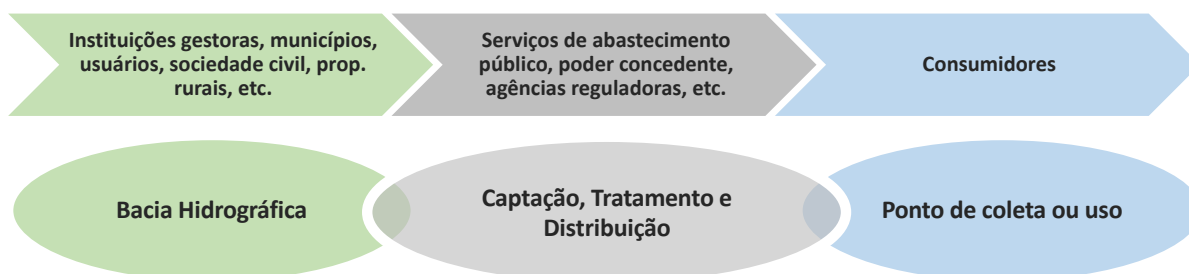 Instituições gestoras, municípios,
usuários, sociedade civil, prop.
rurais, etc.
Serviços de abastecimento
público, poder concedente,
agências reguladoras, etc.
Consumidores
Bacia Hidrográfica
Captação, Tratamento e
Distribuição
Ponto de coleta ou uso